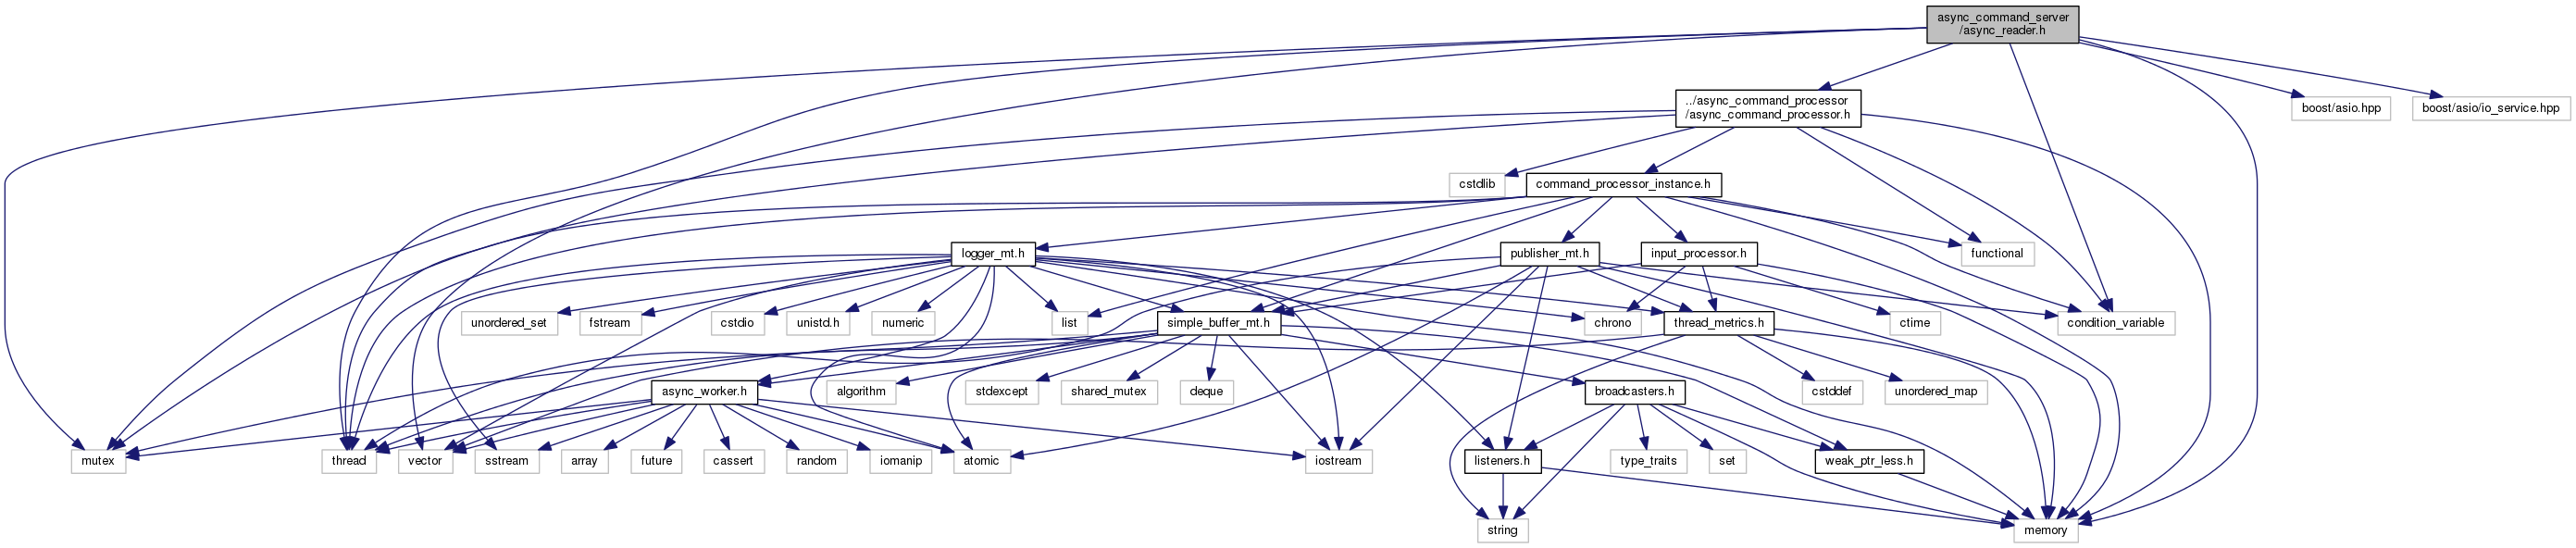 async_command_server
/async_reader.h
../async_command_processor
/async_command_processor.h
boost/asio.hpp
boost/asio/io_service.hpp
cstdlib
command_processor_instance.h
logger_mt.h
publisher_mt.h
input_processor.h
functional
unordered_set
fstream
cstdio
unistd.h
numeric
list
simple_buffer_mt.h
chrono
thread_metrics.h
ctime
condition_variable
async_worker.h
algorithm
stdexcept
shared_mutex
deque
broadcasters.h
cstddef
unordered_map
mutex
thread
vector
sstream
array
future
cassert
random
iomanip
atomic
iostream
listeners.h
type_traits
set
weak_ptr_less.h
string
memory